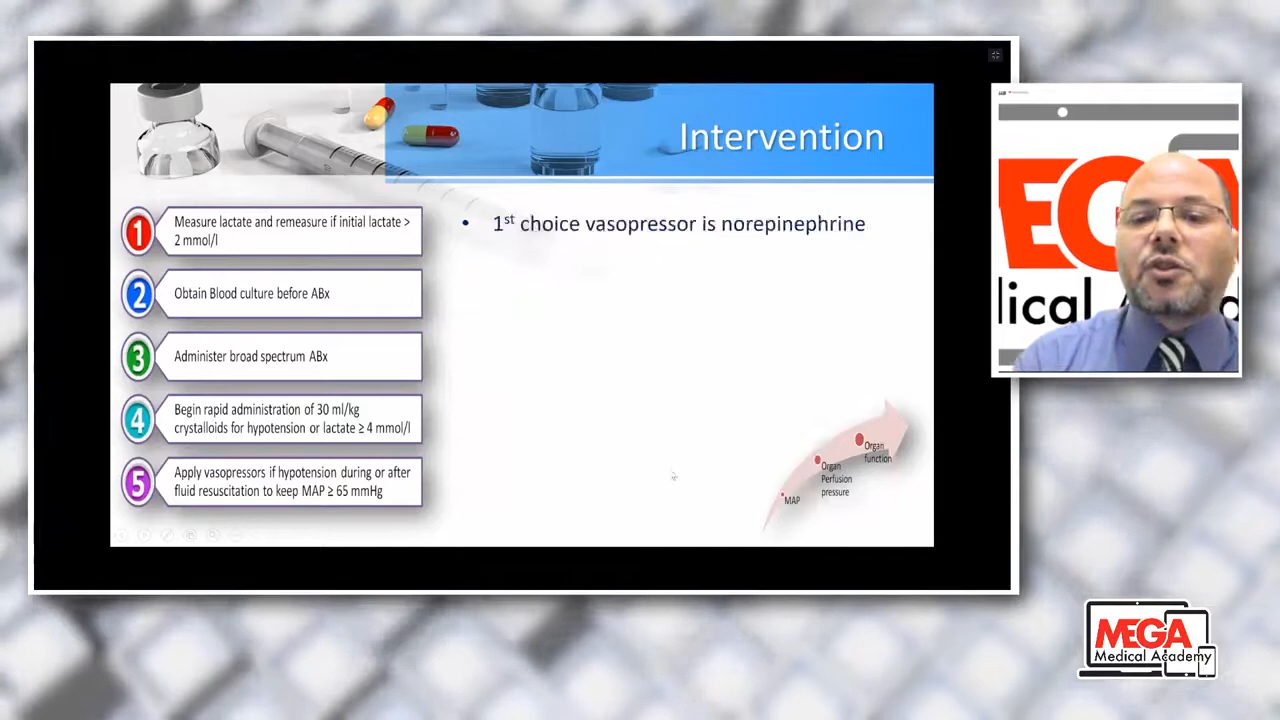 Intervention
1
Measure lactate and remeasure if initial lactate >
2 mmol/l
2
Obtain Blood culture before ABx
3
Administer broad spectrum ABx
4
Begin rapid administration of 30 ml/kg
crystalloids for hypotension or lactate ≥ 4 mmol/l
5
Apply vasopressors if hypotension during or after
fluid resuscitation to keep MAP ≥ 65 mmHg
• 1st choice vasopressor is norepinephrine
MAP
Organ
Perfusion
pressure
Organ
function
MEGA
Medical Academy